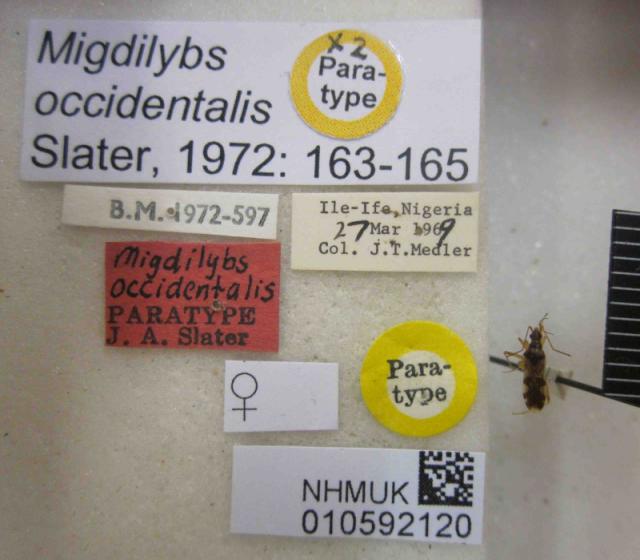 Migdilybs
occidentalis
Slater, 1972: 163-165
x2
Para-
type
B.M.1972-597
Ile-Ife, Nigeria
27 Mar 1969
Col. J.T.Medler
Migdilybs
occidentalis
PARATYPE
J. A. Slater
♀
Para-
type
NHMUK
010592120